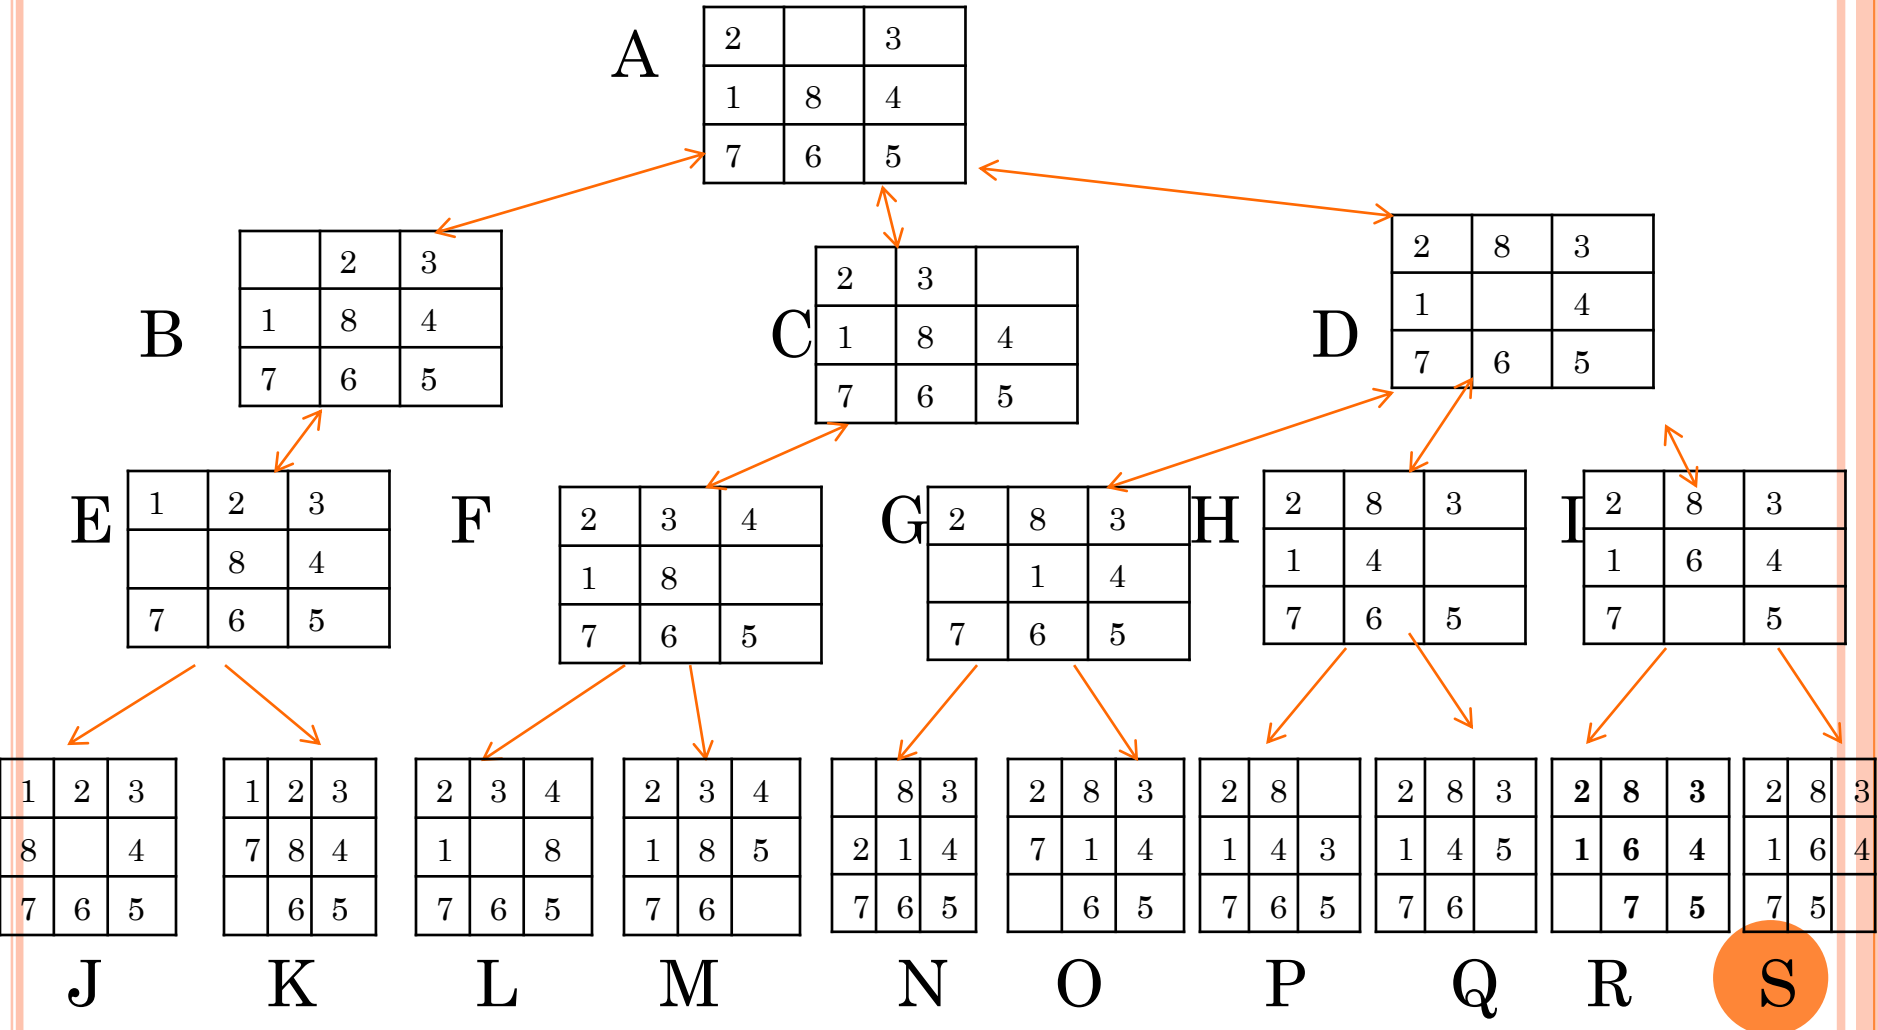 A
2 3
1 8 4
7 6 5
B
2 3
1 8 4
7 6 5
C
2 3
1 8 4
7 6 5
D
2 8 3
1 4
7 6 5
E
1 2 3
8 4
7 6 5
F
2 3 4
1 8
7 6 5
G
2 8 3
1 4
7 6 5
H
2 8 3
1 4
7 6 5
I
2 8 3
1 6 4
7 5
1 2 3
8 4
7 6 5
J
1 2 3
7 8 4
6 5
K
2 3 4
1 8
7 6 5
L
2 3 4
1 8 5
7 6
M
8 3
2 1 4
7 6 5
N
2 8 3
7 1 4
6 5
O
2 8
1 4 3
7 6 5
P
2 8 3
1 4 5
7 6
Q
2 8 3
1 6 4
7 5
R
2 8 3
1 6 4
7 5
S